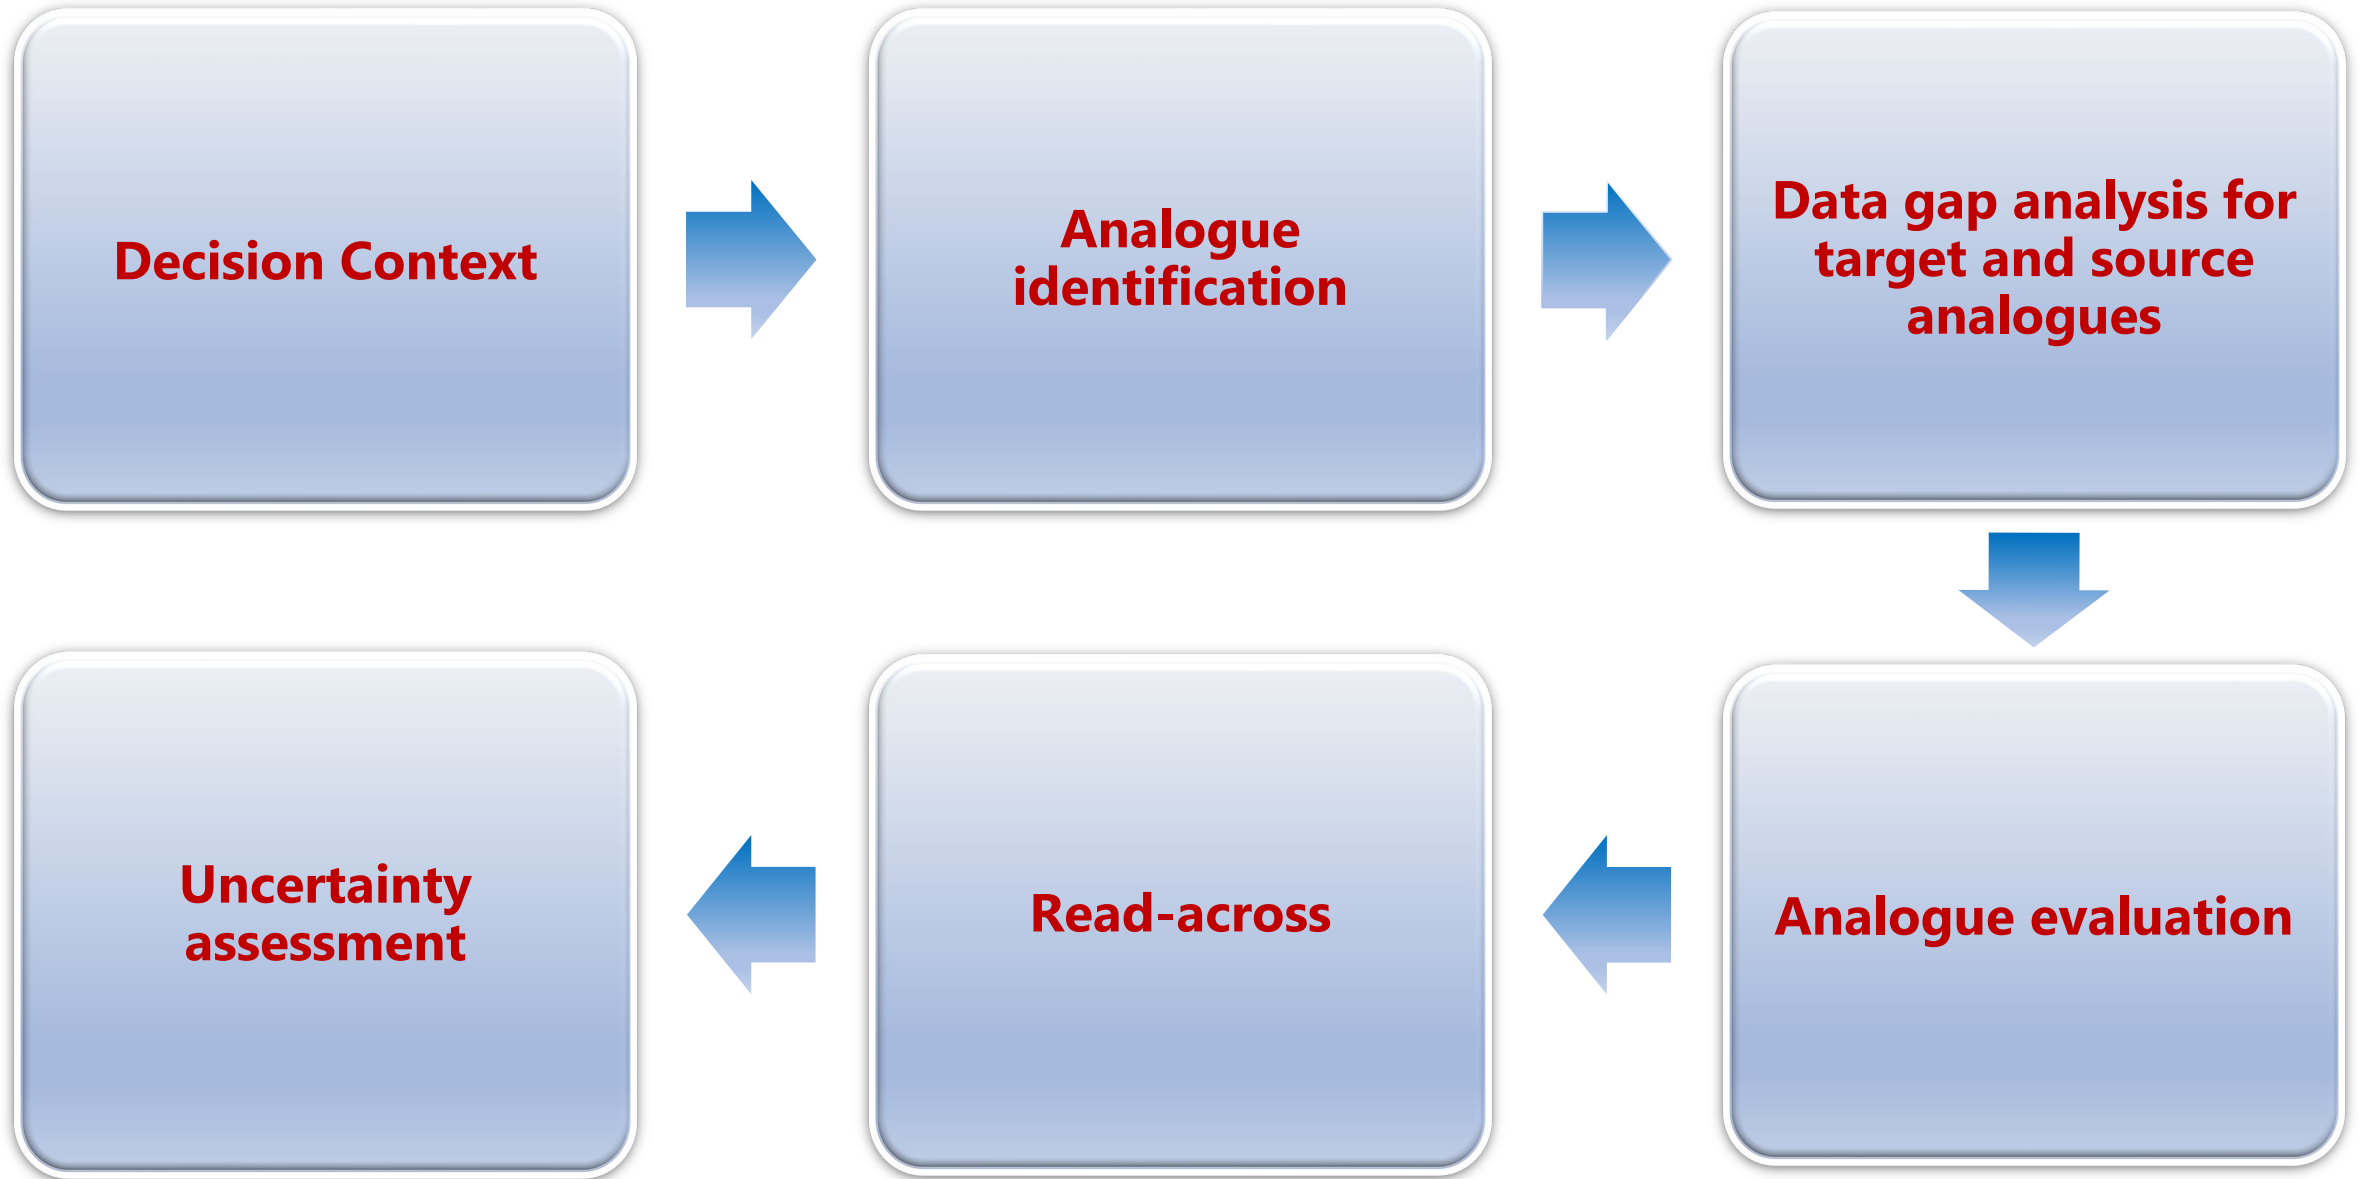 Decision Context
Analogue
identification
Data gap analysis for
target and source
analogues
Analogue evaluation
Read-across
Uncertainty
assessment